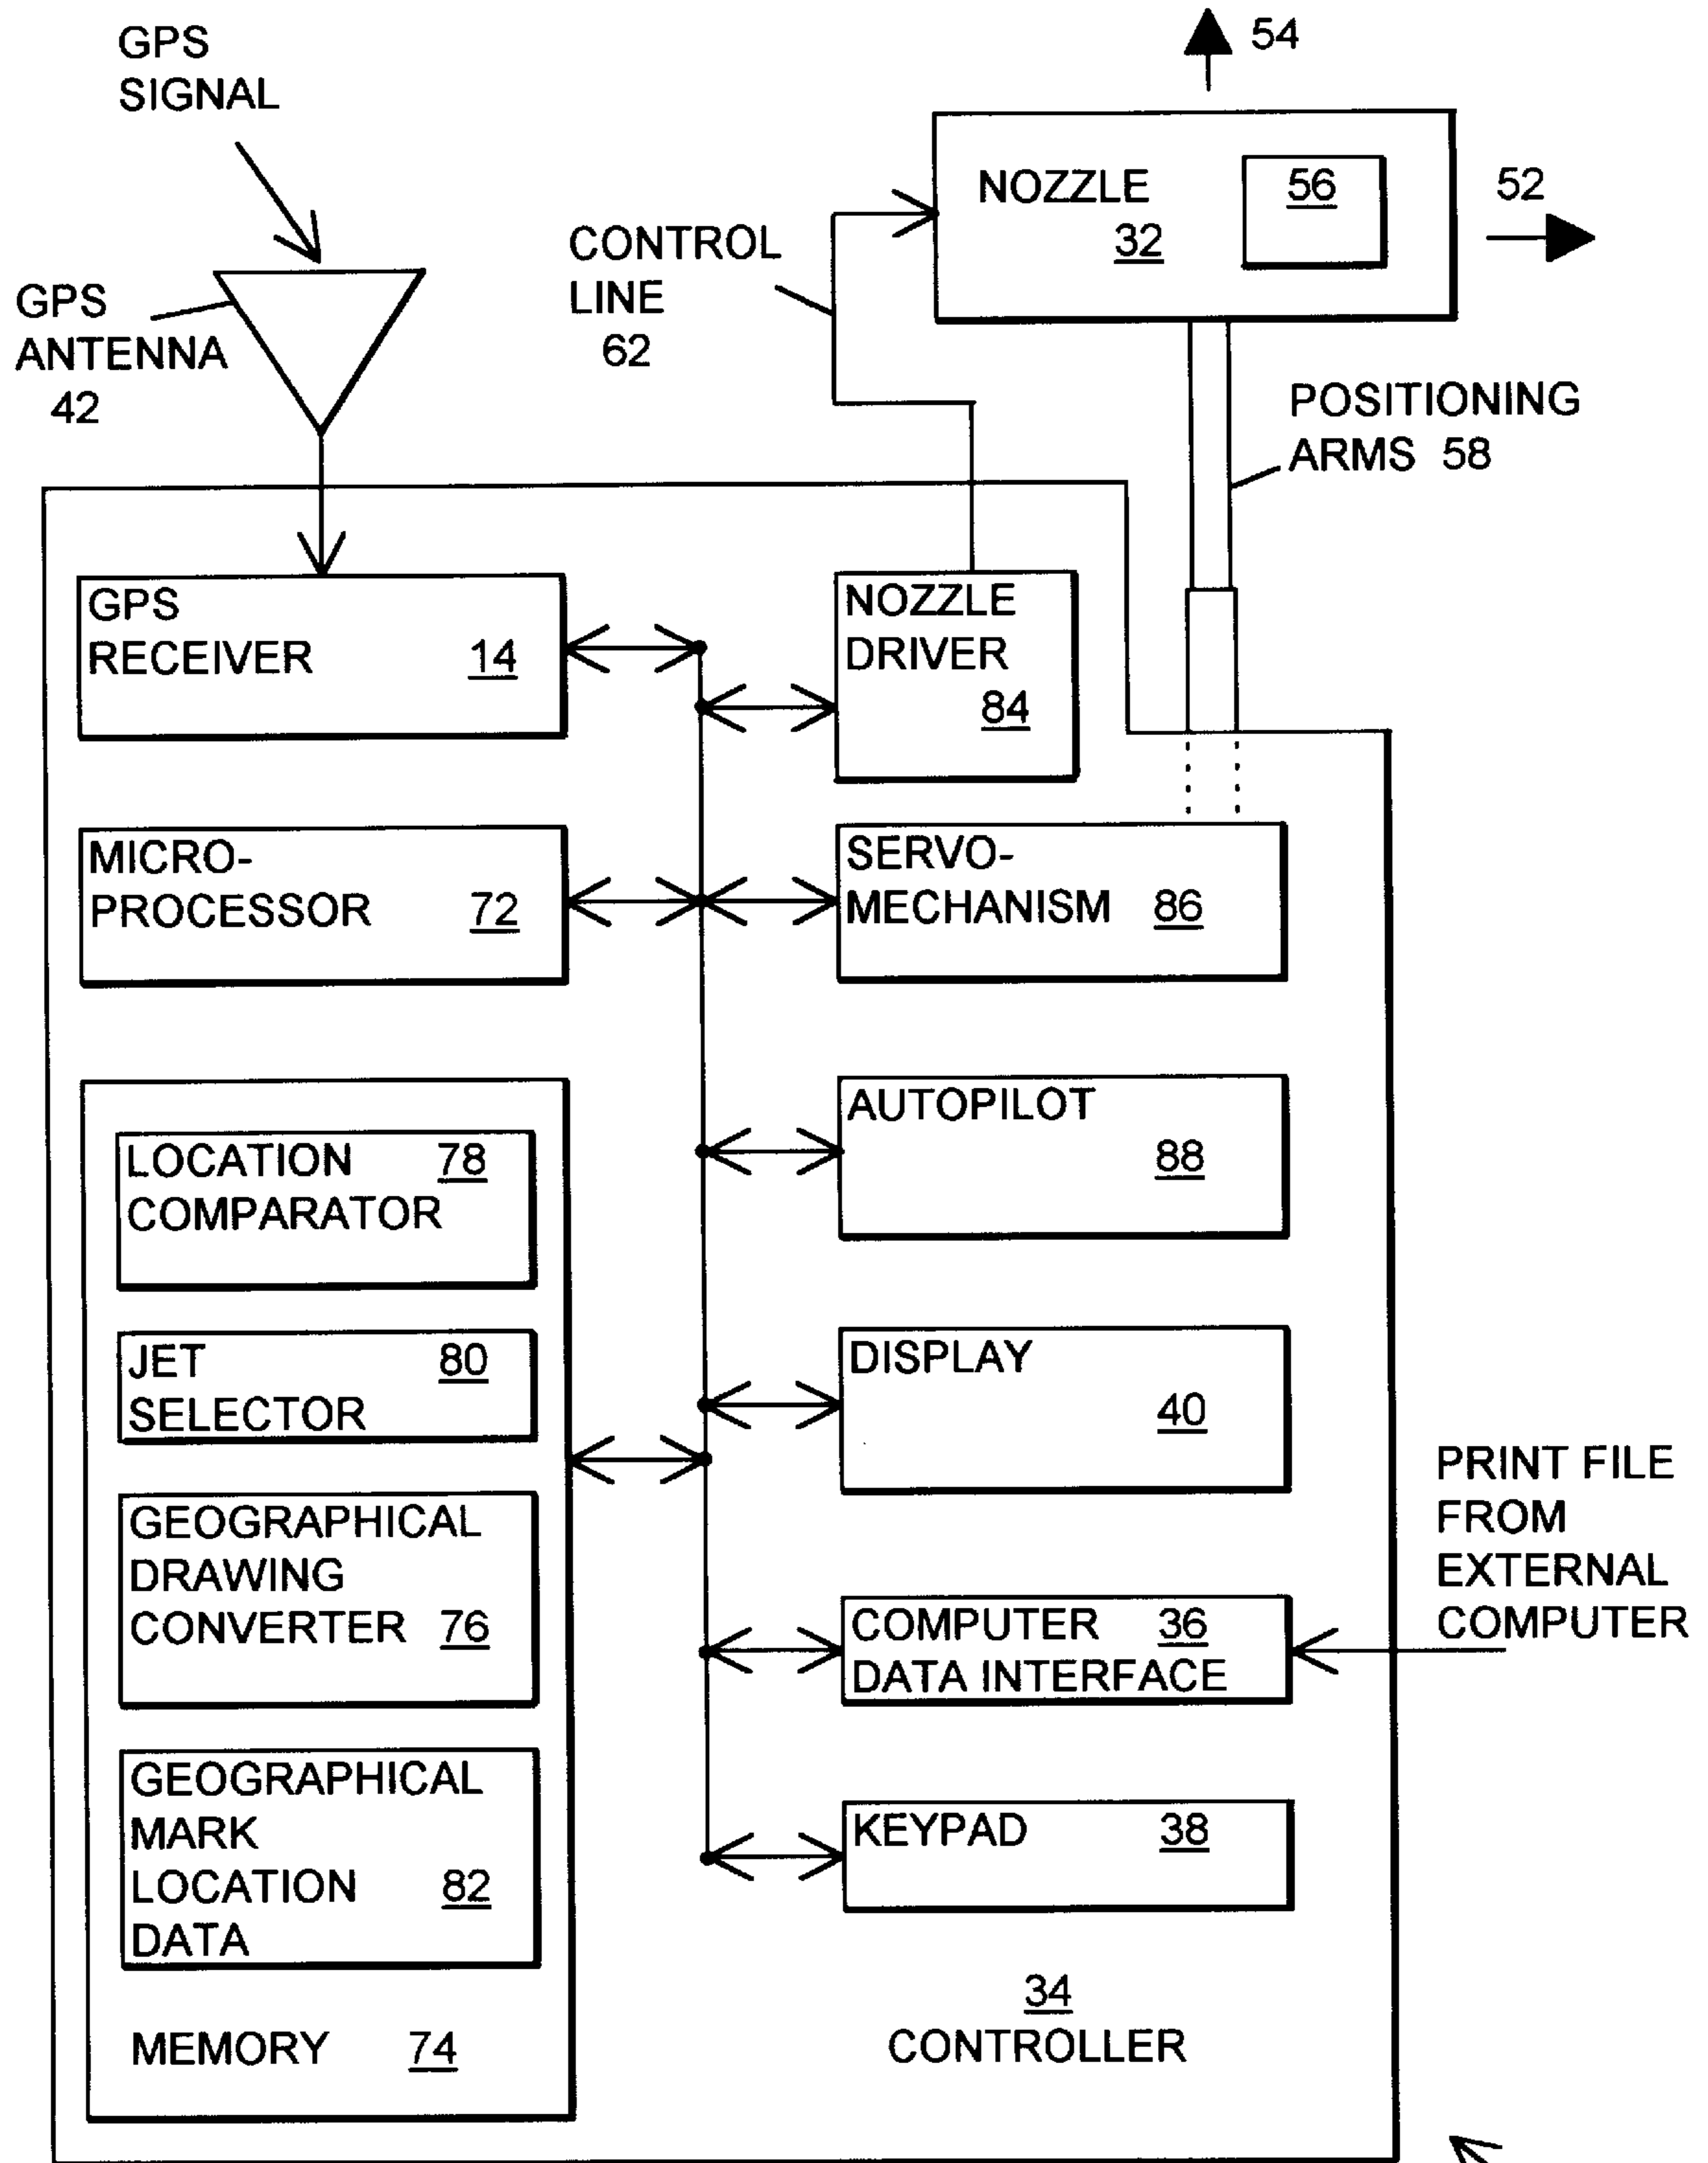 GPS
SIGNAL
54
NOZZLE
32
56
52
CONTROL
LINE
62
GPS
ANTENNA
42
POSITIONING
ARMS 58
GPS
RECEIVER 14
NOZZLE
DRIVER
84
MICRO-
PROCESSOR 72
SERVO-
MECHANISM 86
AUTOPILOT
88
LOCATION 78
COMPARATOR
JET 80
SELECTOR
DISPLAY
40
GEOGRAPHICAL
DRAWING
CONVERTER 76
PRINT FILE
FROM
EXTERNAL
COMPUTER
COMPUTER 36
DATA INTERFACE
GEOGRAPHICAL
MARK
LOCATION 82
DATA
KEYPAD 38
MEMORY 74
34
CONTROLLER